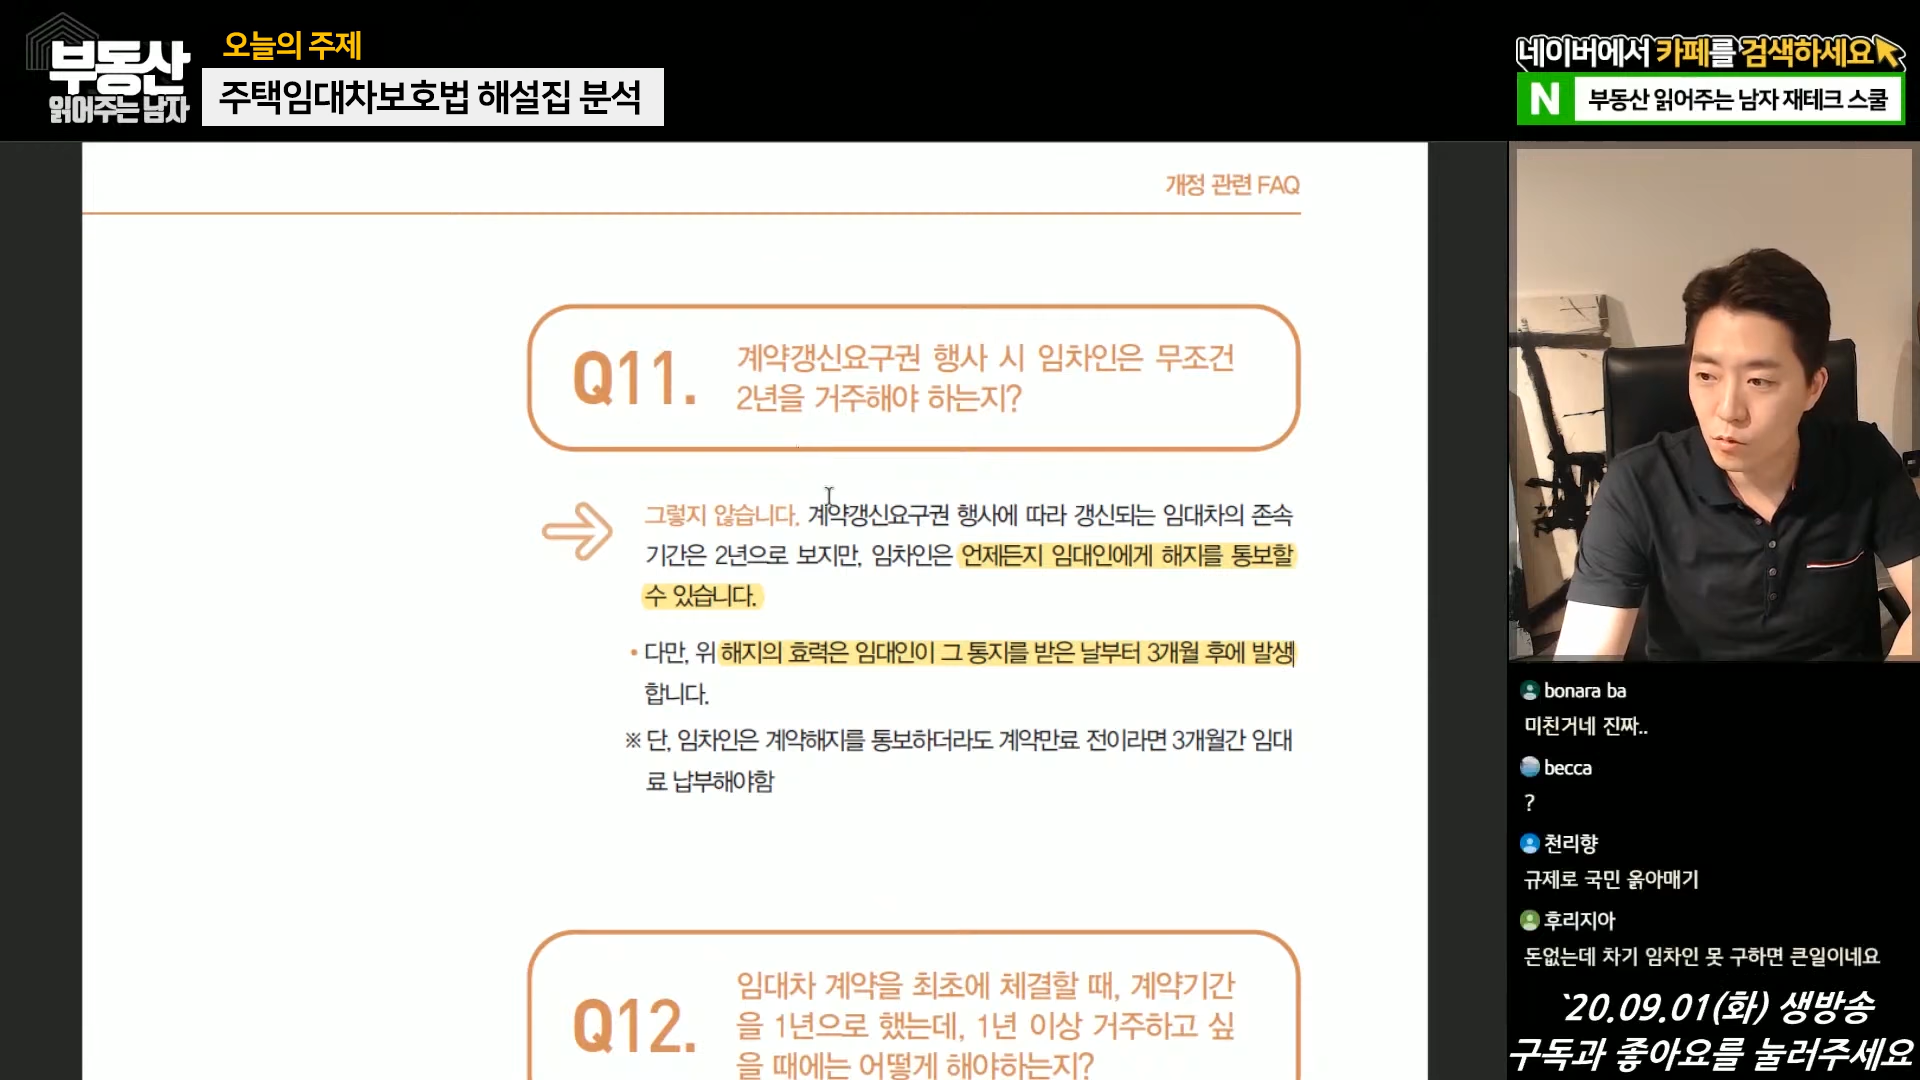 부동산
읽어주는 남자
오늘의 주제
주택임대차보호법 해설집 분석
네이버에서 카페를 검색하세요
N 부동산 읽어주는 남자 재테크 스쿨
개정 관련 FAQ
Q11. 계약갱신요구권 행사 시 임차인은 무조건
2년을 거주해야 하는지?
그렇지 않습니다. 계약갱신요구권 행사에 따라 갱신되는 임대차의 존속
기간은 2년으로 보지만, 임차인은 언제든지 임대인에게 해지를 통보할
수 있습니다.
• 다만, 위 해지의 효력은 임대인이 그 통지를 받은 날부터 3개월 후에 발생
합니다.
※ 단, 임차인은 계약해지를 통보하더라도 계약만료 전이라면 3개월간 임대
료 납부해야함
Q12. 임대차 계약을 최초에 체결할 때, 계약기간
을 1년으로 했는데, 1년 이상 거주하고 싶
을 때에는 어떻게 해야하는지?
bonara ba
미친거네 진짜..
becca
?
천리향
규제로 국민 옭아매기
후리지아
돈없는데 차기 임차인 못 구하면 큰일이네요
‘20.09.01(화) 생방송
구독과 좋아요를 눌러주세요